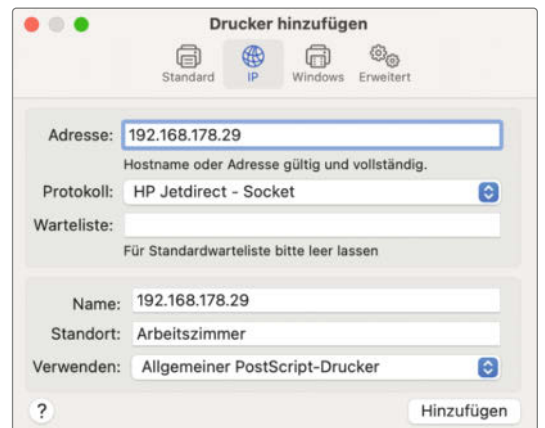 Drucker hinzufügen
Standard IP Windows Erweitert
Adresse: 192.168.178.29
Hostname oder Adresse gültig und vollständig.
Protokoll: HP Jetdirect - Socket
Warteliste:
Für Standardwarteliste bitte leer lassen
Name: 192.168.178.29
Standort: Arbeitszimmer
Verwenden: Allgemeiner PostScript-Drucker
? Hinzufügen